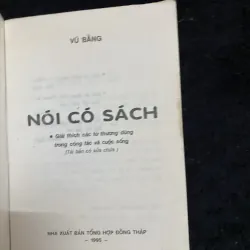 VŨ BẰNG
NÓI CÓ SÁCH
• Giải thích các từ thường dùng
trong công tác và cuộc sống
(Tái bản có sửa chữa)
NHÀ XUẤT BẢN TỔNG HỢP ĐỒNG THÁP
— 1995 —